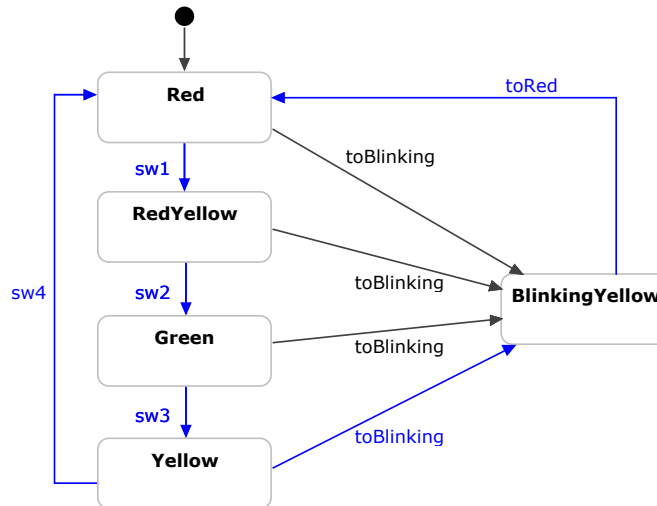 Red
toRed
toBlinking
sw1
RedYellow
toBlinking
BlinkingYellow
sw4
sw2
Green
toBlinking
sw3
toBlinking
Yellow